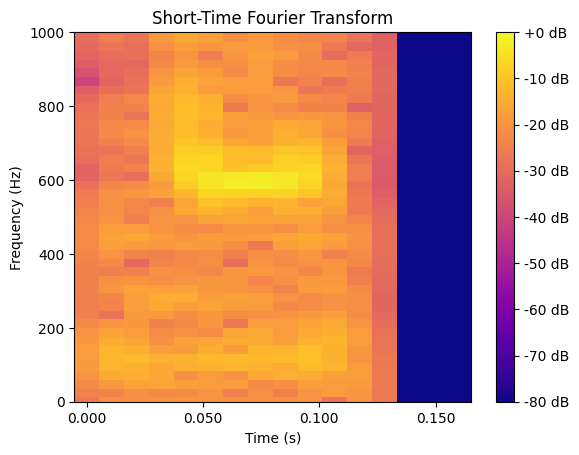 Short-Time Fourier Transform
1000
800
600
400
200
0
Frequency (Hz)
0.000
0.050
0.100
0.150
Time (s)
+0 dB
-10 dB
-20 dB
-30 dB
-40 dB
-50 dB
-60 dB
-70 dB
-80 dB